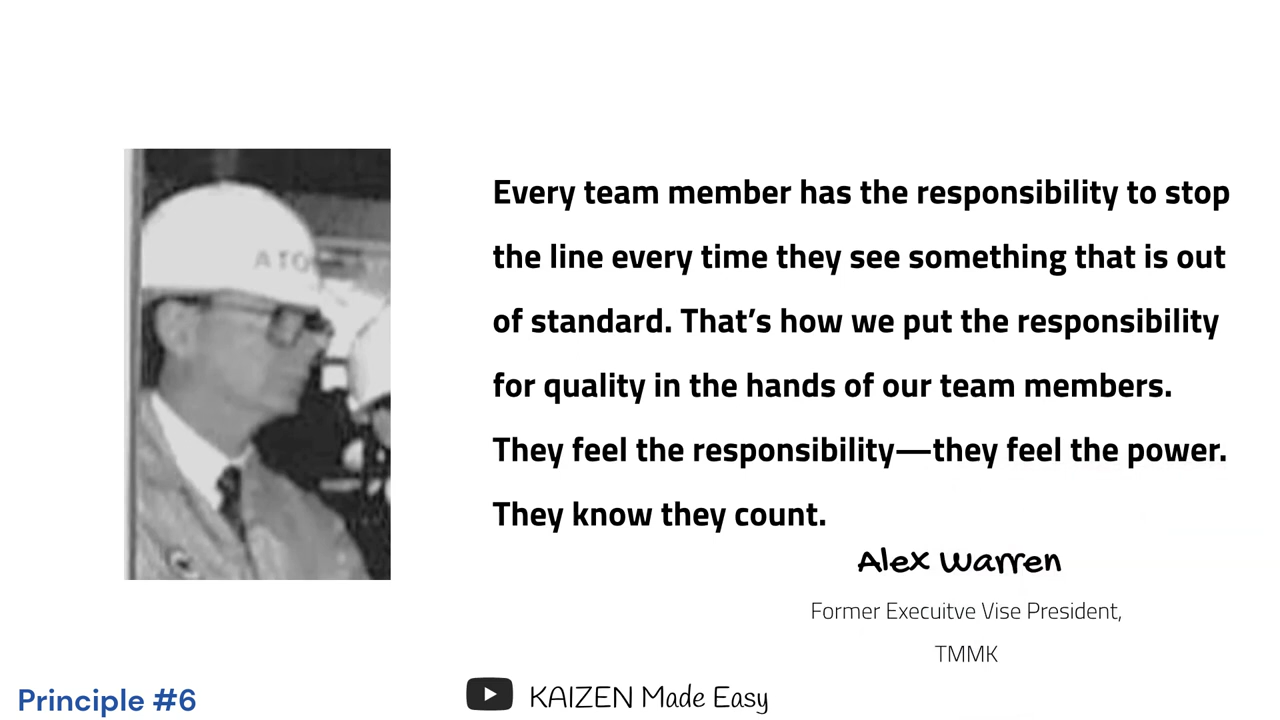 Every team member has the responsibility to stop
the line every time they see something that is out
of standard. That’s how we put the responsibility
for quality in the hands of our team members.
They feel the responsibility—they feel the power.
They know they count.
Alex Warren
Former Execuitve Vise President,
TMMK
Principle #6
KAIZEN Made Easy